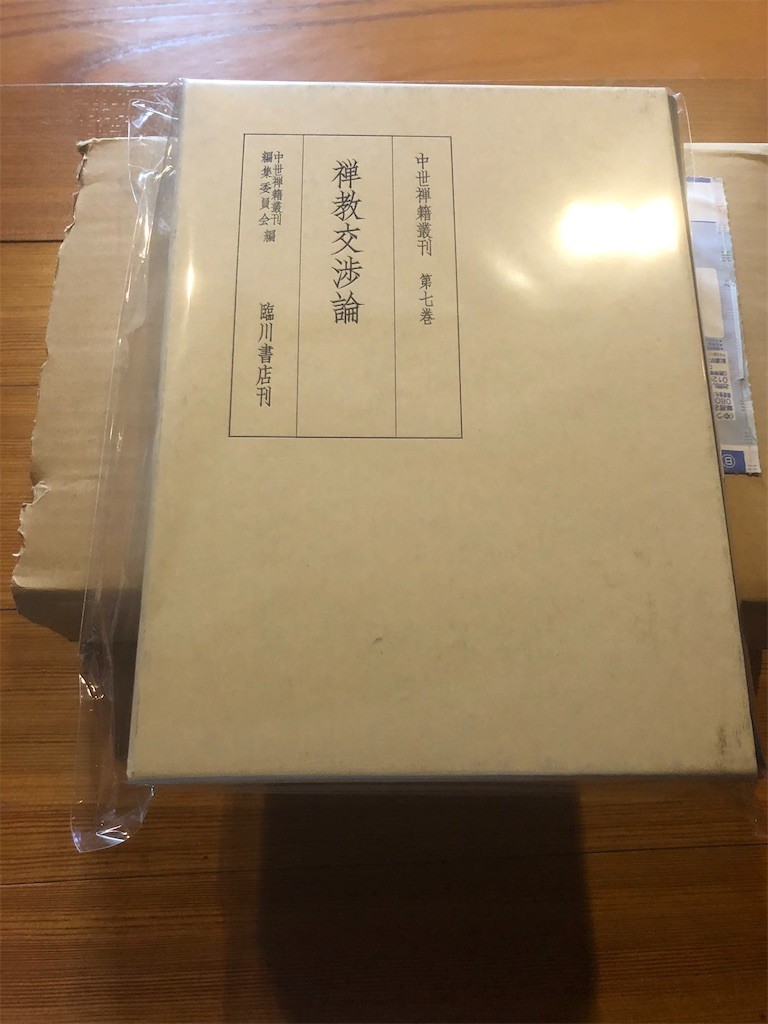 中世禅籍叢刊 第七巻
禅教交渉論
中世禅籍叢刊
編集委員会 編
臨川書店刊